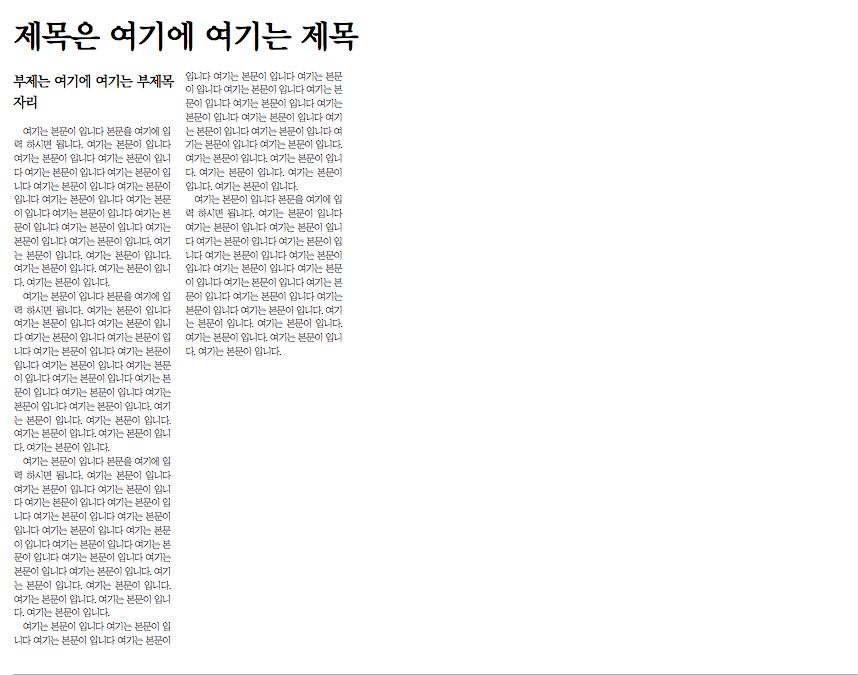 제목은 여기에 여기는 제목
부제는 여기에 여기는 부제목
자리
여기는 본문이 입니다 본문을 여기에 입
력 하시면 됩니다. 여기는 본문이 입니다
여기는 본문이 입니다 여기는 본문이 입니
다 여기는 본문이 입니다 여기는 본문이 입
니다 여기는 본문이 입니다 여기는 본문이
입니다 여기는 본문이 입니다 여기는 본문
이 입니다 여기는 본문이 입니다 여기는 본
문이 입니다 여기는 본문이 입니다 여기는
본문이 입니다 여기는 본문이 입니다. 여기
는 본문이 입니다. 여기는 본문이 입니다.
여기는 본문이 입니다. 여기는 본문이 입니
다. 여기는 본문이 입니다.
여기는 본문이 입니다 본문을 여기에 입
력 하시면 됩니다. 여기는 본문이 입니다
여기는 본문이 입니다 여기는 본문이 입니
다 여기는 본문이 입니다 여기는 본문이 입
니다 여기는 본문이 입니다 여기는 본문이
입니다 여기는 본문이 입니다 여기는 본문
이 입니다 여기는 본문이 입니다 여기는 본
문이 입니다 여기는 본문이 입니다 여기는
본문이 입니다 여기는 본문이 입니다. 여기
는 본문이 입니다. 여기는 본문이 입니다.
여기는 본문이 입니다. 여기는 본문이 입니
다. 여기는 본문이 입니다.
여기는 본문이 입니다 본문을 여기에 입
력 하시면 됩니다. 여기는 본문이 입니다
여기는 본문이 입니다 여기는 본문이 입니
다 여기는 본문이 입니다 여기는 본문이 입
니다 여기는 본문이 입니다 여기는 본문이
입니다 여기는 본문이 입니다 여기는 본문
이 입니다 여기는 본문이 입니다 여기는 본
문이 입니다 여기는 본문이 입니다 여기는
본문이 입니다 여기는 본문이 입니다. 여기
는 본문이 입니다. 여기는 본문이 입니다.
여기는 본문이 입니다. 여기는 본문이 입니
다. 여기는 본문이 입니다.
여기는 본문이 입니다 여기는 본문이 입
니다 여기는 본문이 입니다 여기는 본문이
입니다 여기는 본문이 입니다 여기는 본문
이 입니다 여기는 본문이 입니다 여기는 본
문이 입니다 여기는 본문이 입니다 여기는
본문이 입니다 여기는 본문이 입니다 여기
는 본문이 입니다 여기는 본문이 입니다 여
기는 본문이 입니다 여기는 본문이 입니다.
여기는 본문이 입니다. 여기는 본문이 입니
다. 여기는 본문이 입니다. 여기는 본문이
입니다. 여기는 본문이 입니다.
여기는 본문이 입니다 본문을 여기에 입
력 하시면 됩니다. 여기는 본문이 입니다
여기는 본문이 입니다 여기는 본문이 입니
다 여기는 본문이 입니다 여기는 본문이 입
니다 여기는 본문이 입니다 여기는 본문이
입니다 여기는 본문이 입니다 여기는 본문
이 입니다 여기는 본문이 입니다 여기는 본
문이 입니다 여기는 본문이 입니다 여기는
본문이 입니다 여기는 본문이 입니다. 여기
는 본문이 입니다. 여기는 본문이 입니다.
여기는 본문이 입니다. 여기는 본문이 입니
다. 여기는 본문이 입니다.